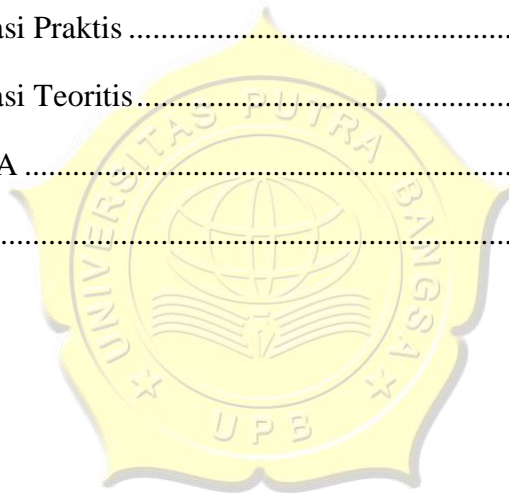 asi Praktis ..........................................................
asi Teoritis .........................................................
A ..........................................................................
.............................................................................
UNIVERSITAS PUTRA BANGSA
UPB